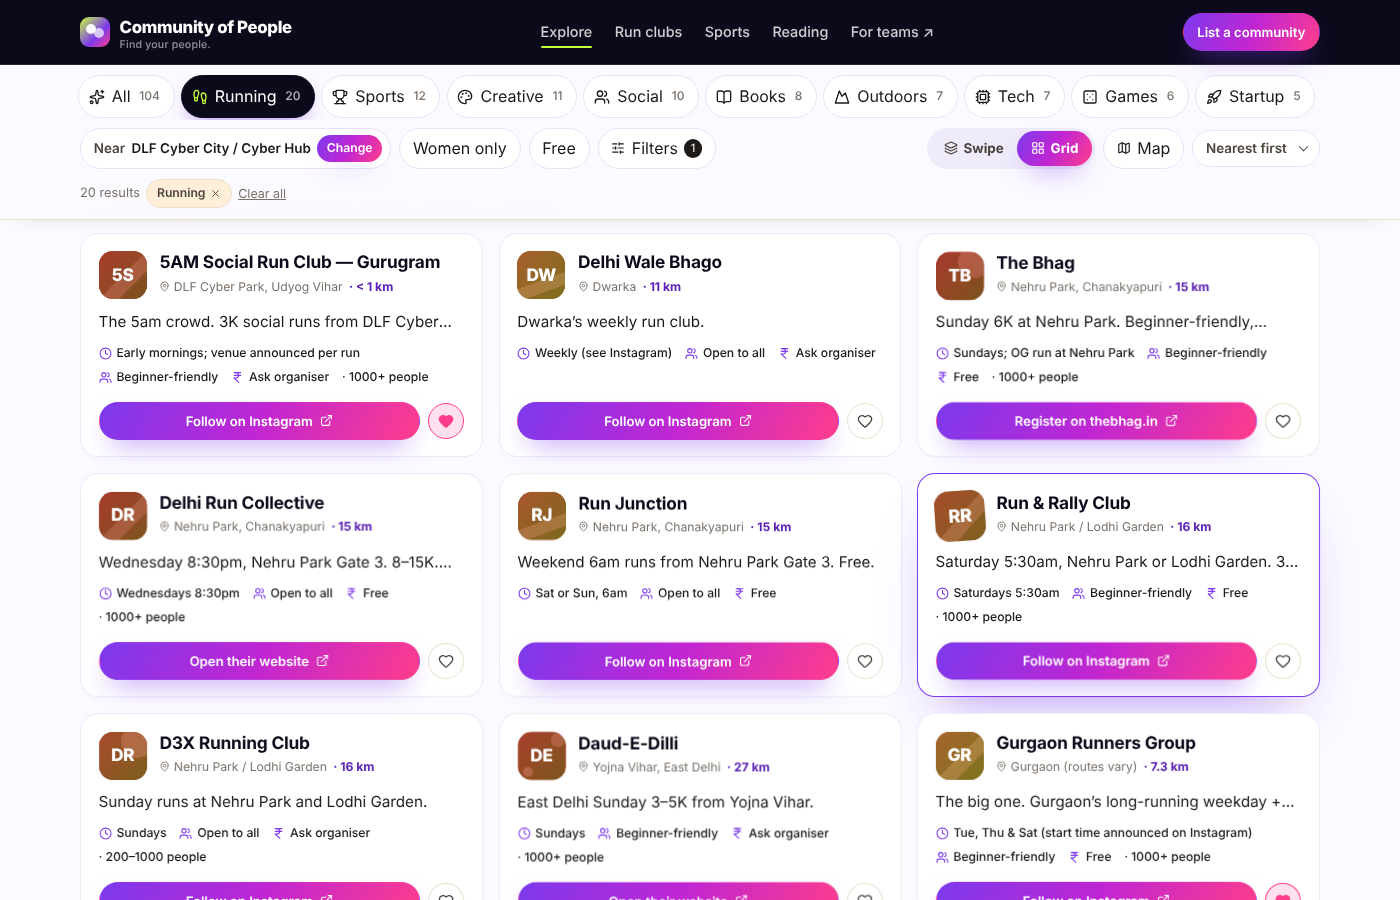 Community of People
Find your people.
Explore Run clubs Sports Reading For teams ↗
List a community
All 104 Running 20 Sports 12 Creative 11 Social 10 Books 8 Outdoors 7 Tech 7 Games 6 Startup 5
Near DLF Cyber City / Cyber Hub Change Women only Free Filters 1 Swipe Grid Map Nearest first
20 results Running × Clear all
5S
5AM Social Run Club — Gurugram
DLF Cyber Park, Udyog Vihar · < 1 km
The 5am crowd. 3K social runs from DLF Cyber…
Early mornings; venue announced per run
Beginner-friendly ₹ Ask organiser · 1000+ people
Follow on Instagram
DW
Delhi Wale Bhago
Dwarka · 11 km
Dwarka’s weekly run club.
Weekly (see Instagram) Open to all ₹ Ask organiser
Follow on Instagram
TB
The Bhag
Nehru Park, Chanakyapuri · 15 km
Sunday 6K at Nehru Park. Beginner-friendly,…
Sundays; OG run at Nehru Park Beginner-friendly
₹ Free · 1000+ people
Register on thebhag.in
DR
Delhi Run Collective
Nehru Park, Chanakyapuri · 15 km
Wednesday 8:30pm, Nehru Park Gate 3. 8–15K.…
Wednesdays 8:30pm Open to all ₹ Free
· 1000+ people
Open their website
RJ
Run Junction
Nehru Park, Chanakyapuri · 15 km
Weekend 6am runs from Nehru Park Gate 3. Free.
Sat or Sun, 6am Open to all ₹ Free
Follow on Instagram
RR
Run & Rally Club
Nehru Park / Lodhi Garden · 16 km
Saturday 5:30am, Nehru Park or Lodhi Garden. 3…
Saturdays 5:30am Beginner-friendly ₹ Free
· 1000+ people
Follow on Instagram
DR
D3X Running Club
Nehru Park / Lodhi Garden · 16 km
Sunday runs at Nehru Park and Lodhi Garden.
Sundays Open to all ₹ Ask organiser
· 200–1000 people
Follow on Instagram
DE
Daud-E-Dilli
Yojna Vihar, East Delhi · 27 km
East Delhi Sunday 3–5K from Yojna Vihar.
Sundays Beginner-friendly ₹ Ask organiser
· 1000+ people
Open their website
GR
Gurgaon Runners Group
Gurgaon (routes vary) · 7.3 km
The big one. Gurgaon’s long-running weekday +…
Tue, Thu & Sat (start time announced on Instagram)
Beginner-friendly ₹ Free · 1000+ people
Follow on Instagram